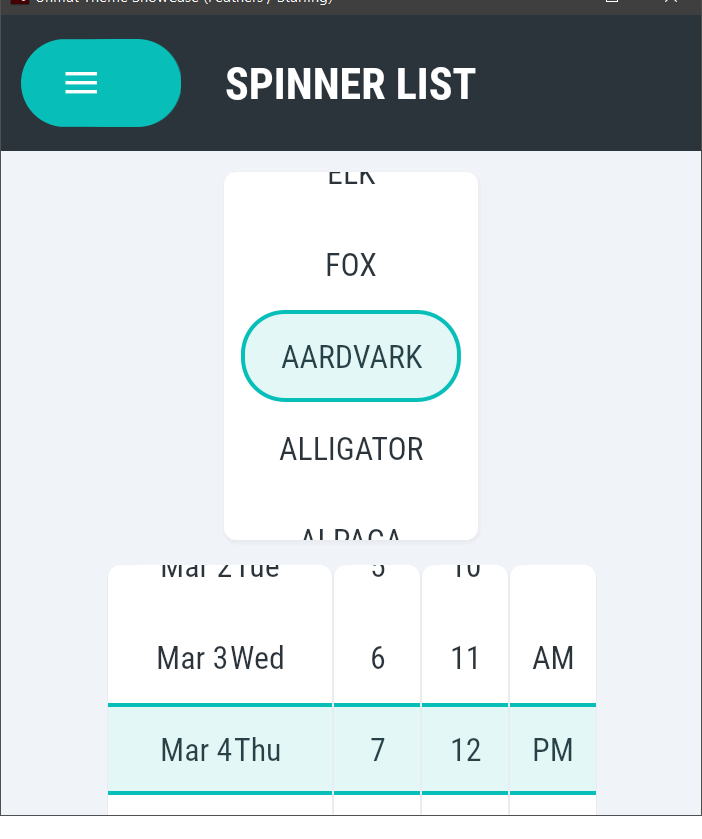 SPINNER LIST
ELK
FOX
AARDVARK
ALLIGATOR
ALPACA
Mar 2 Tue 5 10
Mar 3 Wed 6 11 AM
Mar 4 Thu 7 12 PM